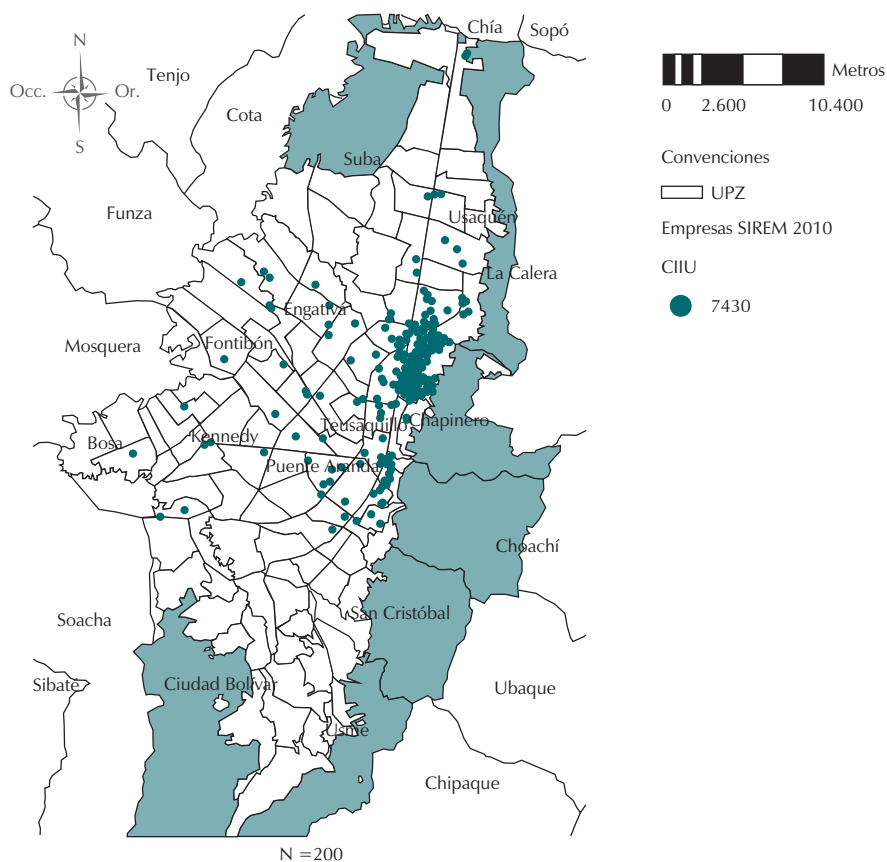 Chía
Sopó
N
Tenjo
Occ.
Or.
Cota
S
Suba
Funza
Usaquén
La Calera
Engativá
Mosquera
Fontibón
Teusaquillo
Chapinero
Bosa
Kennedy
Puente Aranda
Choachí
San Cristóbal
Soacha
Sibaté
Ciudad Bolívar
Ubaque
Usme
Chipaque
N =200
Metros
0 2.600 10.400
Convenciones
UPZ
Empresas SIREM 2010
CIIU
7430